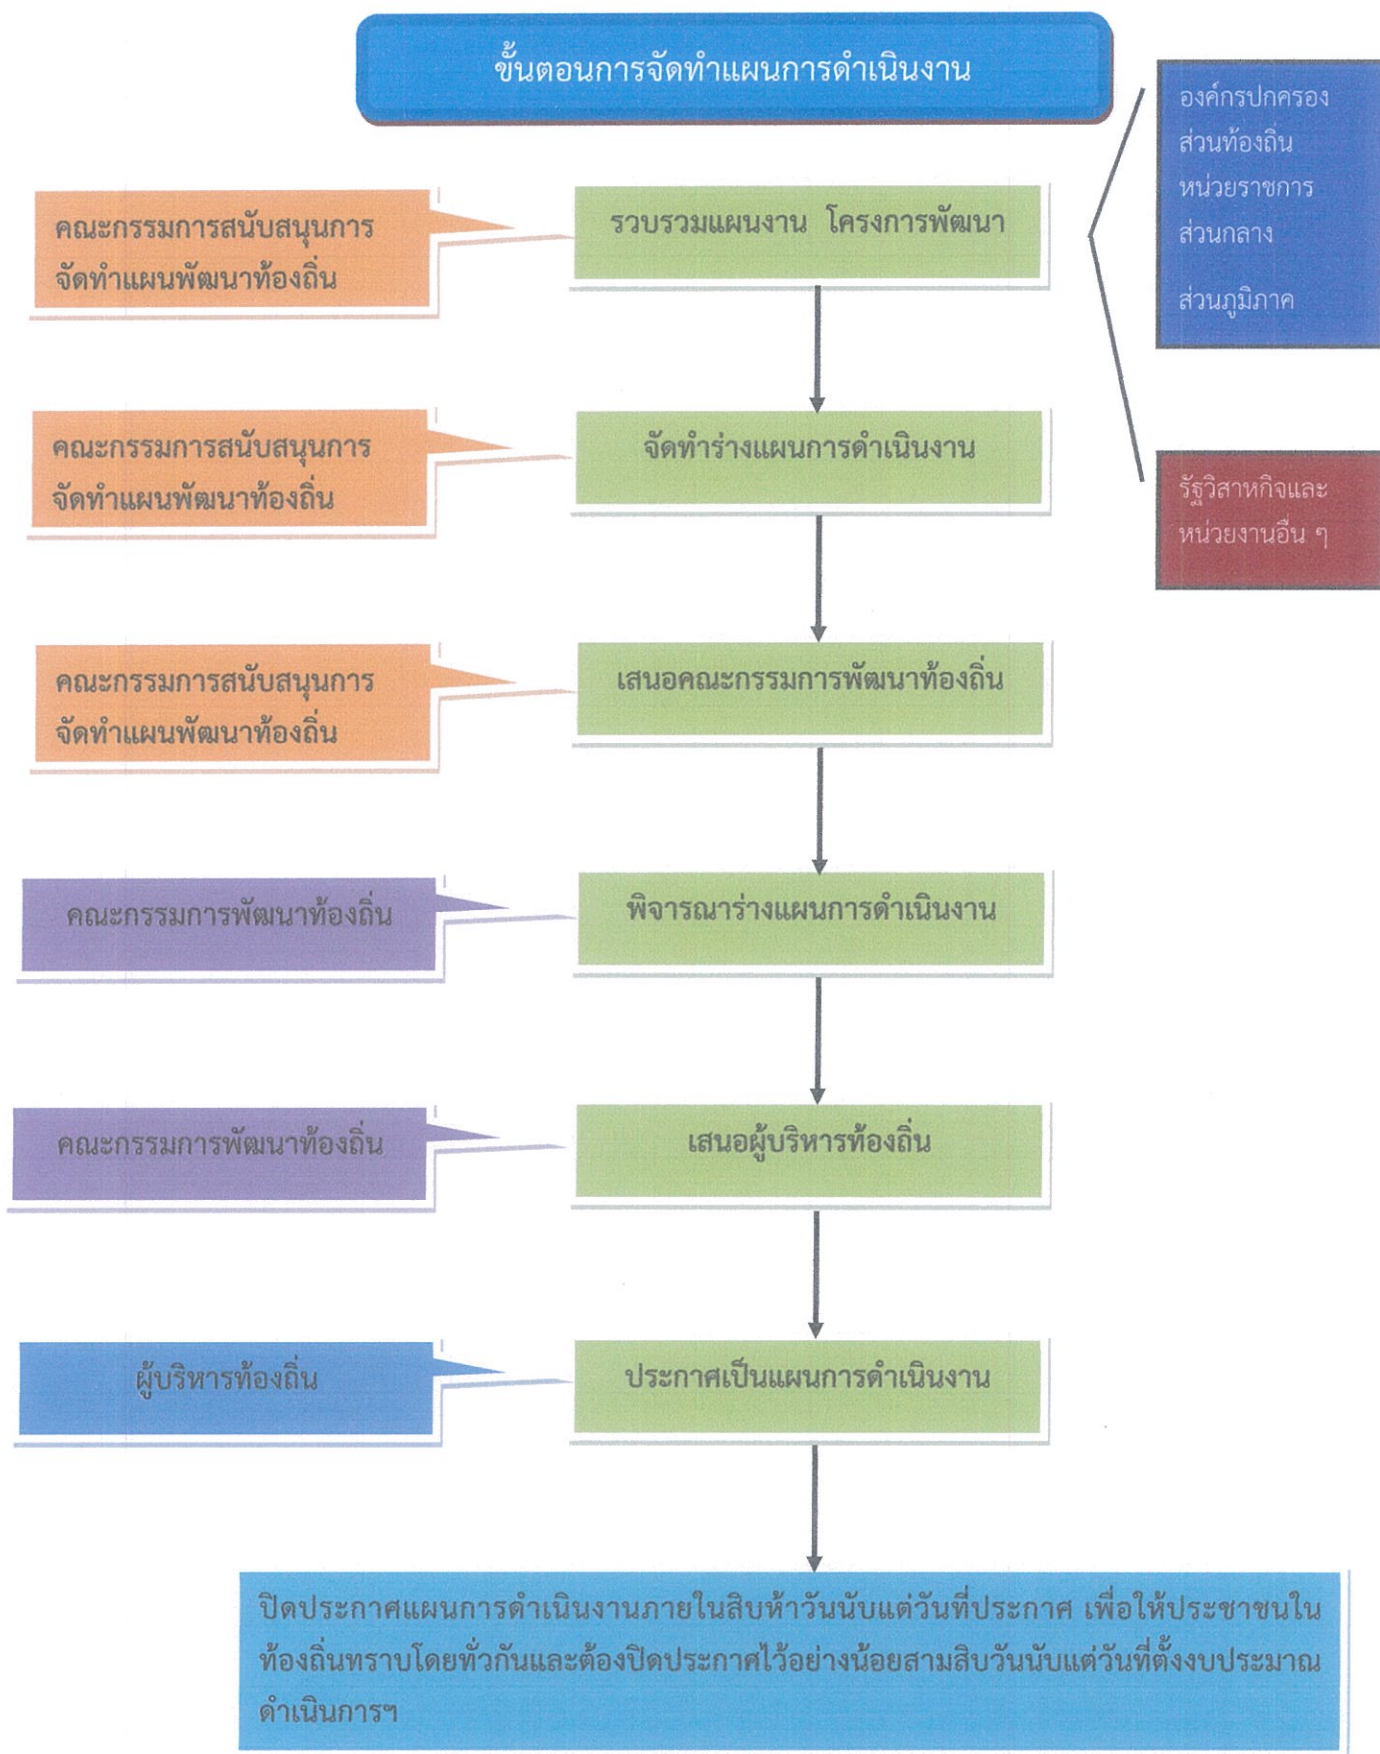 ขั้นตอนการจัดทำแผนการดำเนินงาน
องค์กรปกครอง
ส่วนท้องถิ่น
หน่วยราชการ
ส่วนกลาง
ส่วนภูมิภาค
คณะกรรมการสนับสนุนการ
จัดทำแผนพัฒนาท้องถิ่น
รวบรวมแผนงาน โครงการพัฒนา
คณะกรรมการสนับสนุนการ
จัดทำแผนพัฒนาท้องถิ่น
จัดทำร่างแผนการดำเนินงาน
รัฐวิสาหกิจและ
หน่วยงานอื่น ๆ
คณะกรรมการสนับสนุนการ
จัดทำแผนพัฒนาท้องถิ่น
เสนอคณะกรรมการพัฒนาท้องถิ่น
คณะกรรมการพัฒนาท้องถิ่น
พิจารณาร่างแผนการดำเนินงาน
คณะกรรมการพัฒนาท้องถิ่น
เสนอผู้บริหารท้องถิ่น
ผู้บริหารท้องถิ่น
ประกาศเป็นแผนการดำเนินงาน
ปิดประกาศแผนการดำเนินงานภายในสิบห้าวันนับแต่วันที่ประกาศ เพื่อให้ประชาชนใน
ท้องถิ่นทราบโดยทั่วกันและต้องปิดประกาศไว้อย่างน้อยสามสิบวันนับแต่วันที่ตั้งงบประมาณ
ดำเนินการฯ